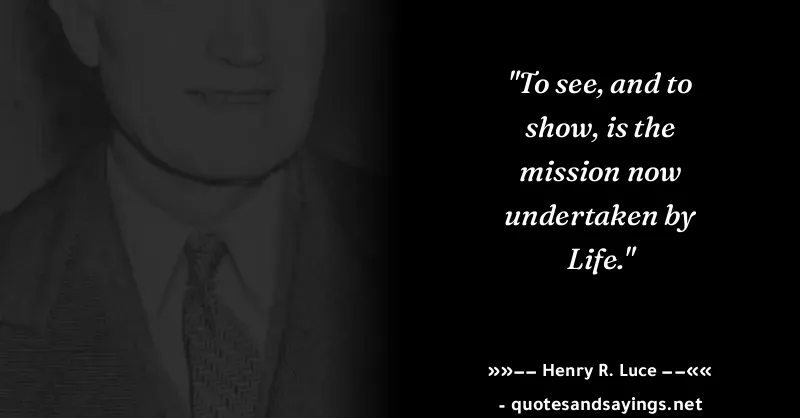 "To see, and to
show, is the
mission now
undertaken by
Life."
»»−− Henry R. Luce −−««
- quotesandsayings.net